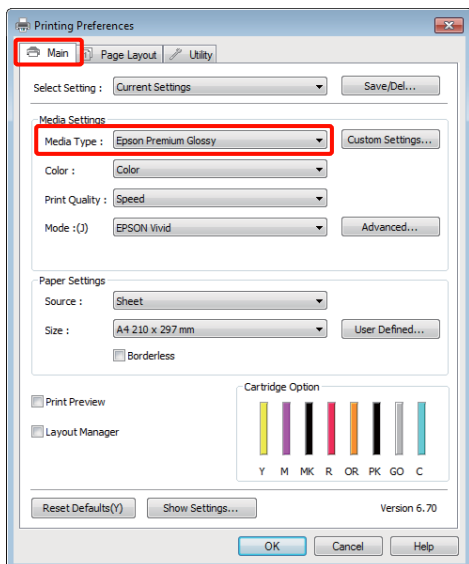 Printing Preferences
Main Page Layout Utility
Select Setting : Current Settings Save/Del...
Media Settings
Media Type : Epson Premium Glossy Custom Settings...
Color : Color
Print Quality : Speed
Mode :(J) EPSON Vivid Advanced...
Paper Settings
Source : Sheet
Size : A4 210 x 297 mm User Defined...
Borderless
Cartridge Option
Print Preview
Layout Manager
Y M MK R OR PK GO C
Reset Defaults(Y) Show Settings... Version 6.70
OK Cancel Help